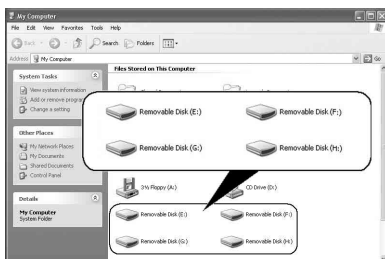 My Computer
File Edit View Favorites Tools Help
Back Search Folders
Address My Computer Go
Files Stored on This Computer
System Tasks
View system information
Add or remove programs
Change a setting
Other Places
My Network Places
My Documents
Shared Documents
Control Panel
Details
My Computer
System Folder
Removable Disk (E:) Removable Disk (F:)
Removable Disk (G:) Removable Disk (H:)
3½ Floppy (A:) CD Drive (D:)
Removable Disk (E:) Removable Disk (F:)
Removable Disk (G:) Removable Disk (H:)